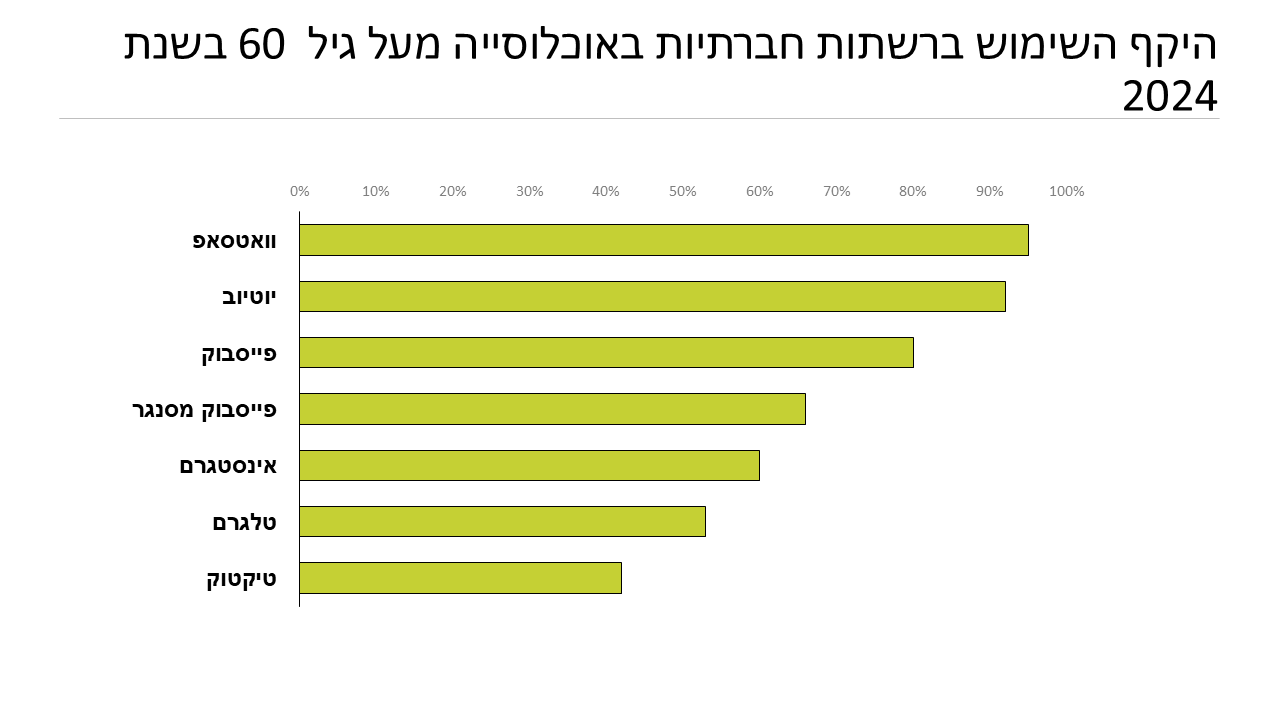 היקף השימוש ברשתות חברתיות באוכלוסייה מעל גיל  60 בשנת
2024
0% 10% 20% 30% 40% 50% 60% 70% 80% 90% 100%
וואטסאפ
יוטיוב
פייסבוק
פייסבוק מסנגר
אינסטגרם
טלגרם
טיקטוק